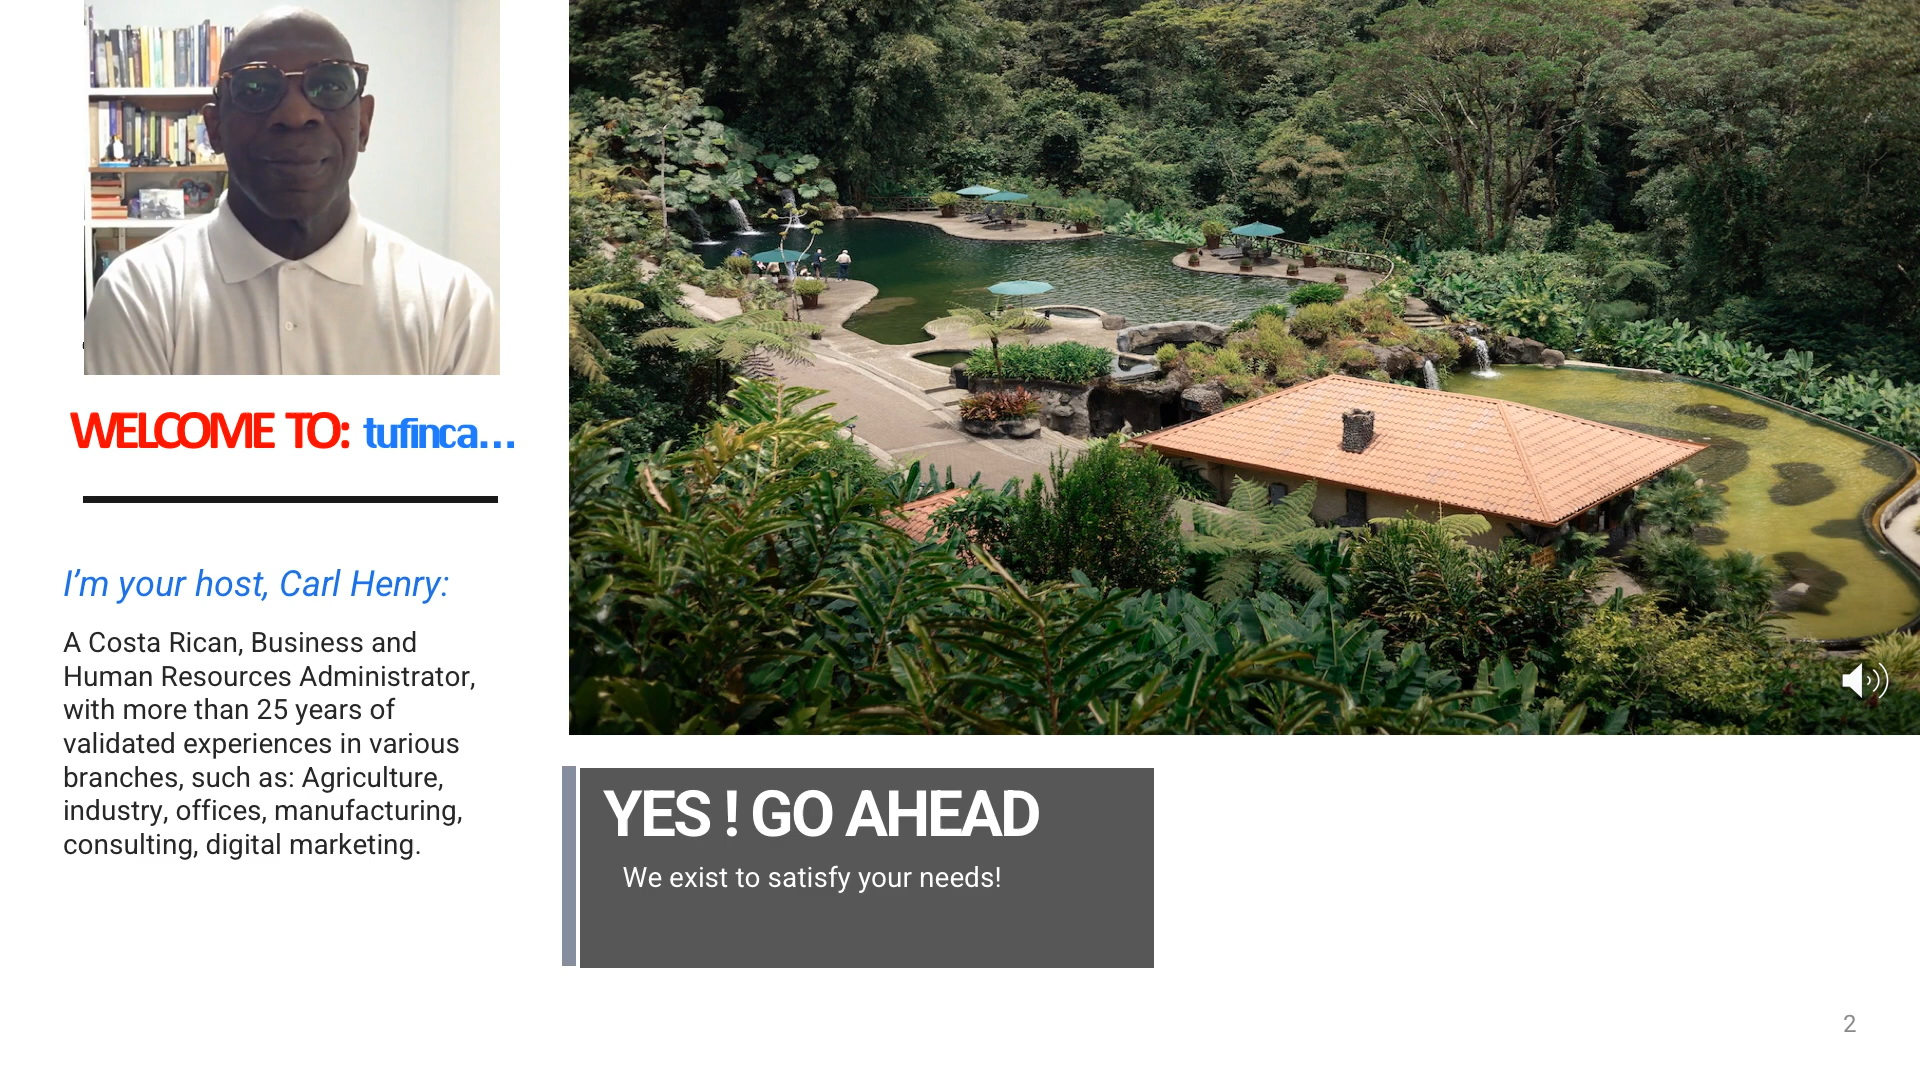 WELCOME TO: tufinca...
I'm your host, Carl Henry:
A Costa Rican, Business and
Human Resources Administrator,
with more than 25 years of
validated experiences in various
branches, such as: Agriculture,
industry, offices, manufacturing,
consulting, digital marketing.
YES ! GO AHEAD
We exist to satisfy your needs!
2